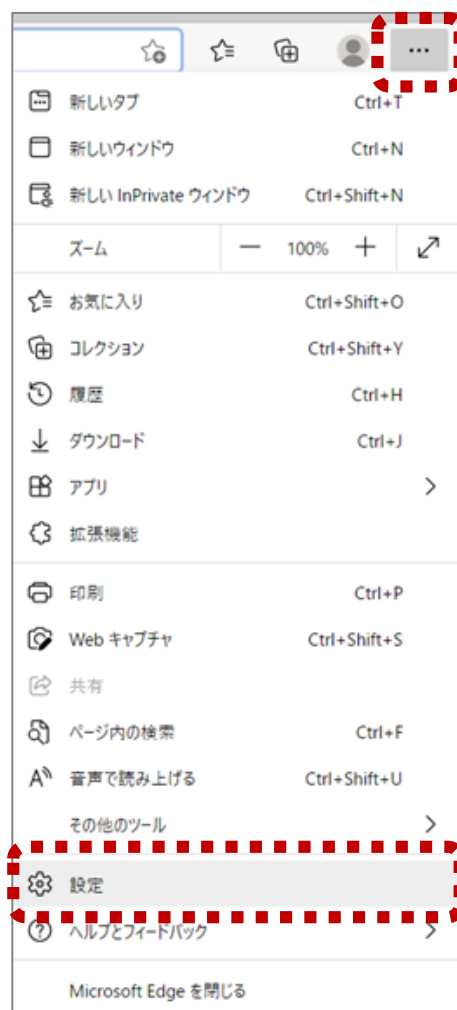 新しいタブ Ctrl+T
新しいウィンドウ Ctrl+N
新しい InPrivate ウィンドウ Ctrl+Shift+N
ズーム — 100% +
お気に入り Ctrl+Shift+O
コレクション Ctrl+Shift+Y
履歴 Ctrl+H
ダウンロード Ctrl+J
アプリ
拡張機能
印刷 Ctrl+P
Web キャプチャ Ctrl+Shift+S
共有
ページ内の検索 Ctrl+F
音声で読み上げる Ctrl+Shift+U
その他のツール
設定
ヘルプとフィードバック
Microsoft Edge を閉じる